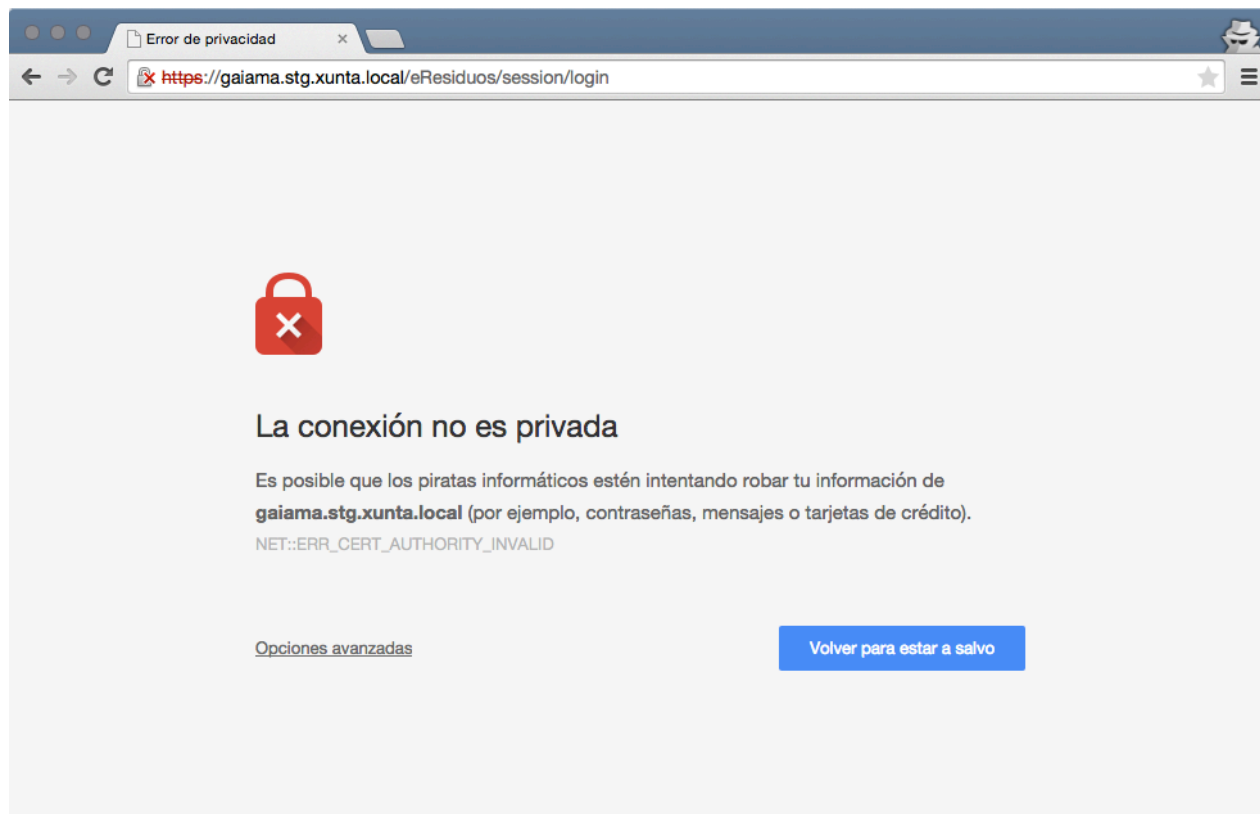 Error de privacidad
https://gaiama.stg.xunta.local/eResiduos/session/login
La conexión no es privada
Es posible que los piratas informáticos estén intentando robar tu información de
gaiama.stg.xunta.local (por ejemplo, contraseñas, mensajes o tarjetas de crédito).
NET::ERR_CERT_AUTHORITY_INVALID
Opciones avanzadas
Volver para estar a salvo